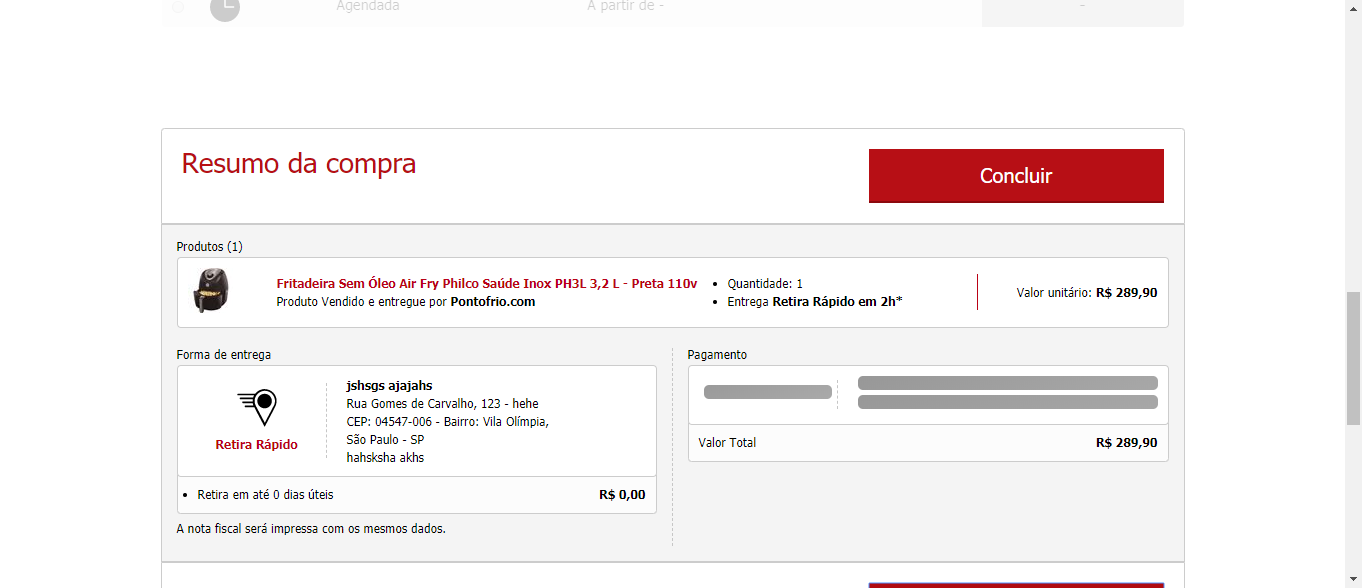 Agendada
A partir de -
-
Resumo da compra
Concluir
Produtos (1)
Fritadeira Sem Óleo Air Fry Philco Saúde Inox PH3L 3,2 L - Preta 110v
Produto Vendido e entregue por Pontofrio.com
• Quantidade: 1
• Entrega Retira Rápido em 2h*
Valor unitário: R$ 289,90
Forma de entrega
Retira Rápido
jshsgs ajajahs
Rua Gomes de Carvalho, 123 - hehe
CEP: 04547-006 - Bairro: Vila Olímpia,
São Paulo - SP
hahsksha akhs
• Retira em até 0 dias úteis
R$ 0,00
A nota fiscal será impressa com os mesmos dados.
Pagamento
Valor Total
R$ 289,90